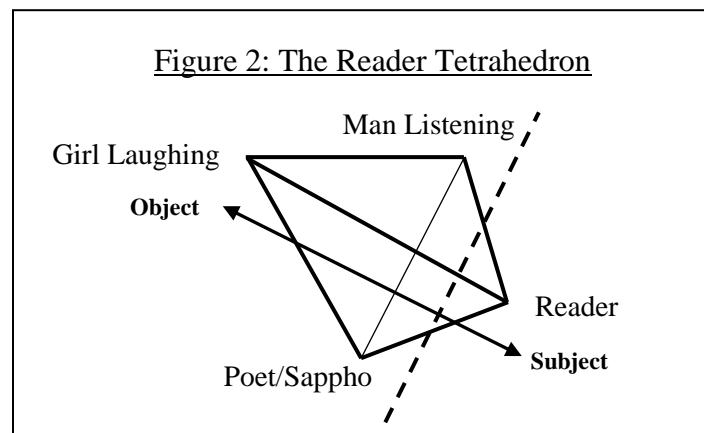 Figure 2: The Reader Tetrahedron
Man Listening
Girl Laughing
Object
Reader
Subject
Poet/Sappho